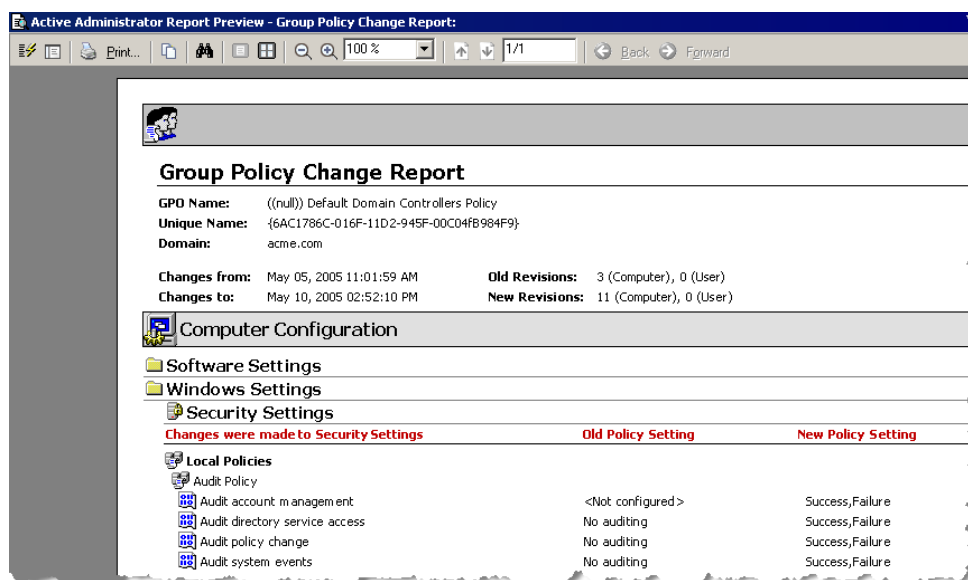 Active Administrator Report Preview - Group Policy Change Report:
Print... 100 % 1/1 Back Forward
Group Policy Change Report
GPO Name: ((null)) Default Domain Controllers Policy
Unique Name: {6AC1786C-016F-11D2-945F-00C04fB984F9}
Domain: acme.com
Changes from: May 05, 2005 11:01:59 AM Old Revisions: 3 (Computer), 0 (User)
Changes to: May 10, 2005 02:52:10 PM New Revisions: 11 (Computer), 0 (User)
Computer Configuration
Software Settings
Windows Settings
Security Settings
Changes were made to Security Settings Old Policy Setting New Policy Setting
Local Policies
Audit Policy
Audit account management <Not configured> Success,Failure
Audit directory service access No auditing Success,Failure
Audit policy change No auditing Success,Failure
Audit system events No auditing Success,Failure